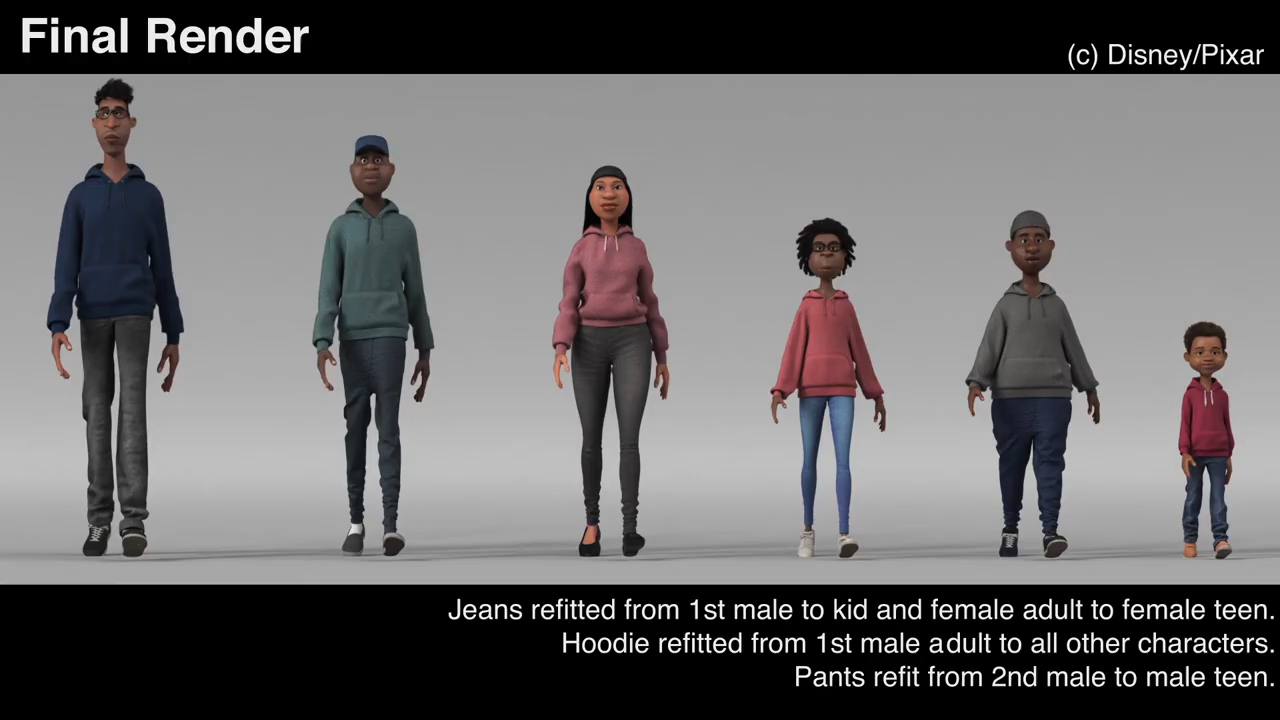 Final Render
(c) Disney/Pixar
Jeans refitted from 1st male to kid and female adult to female teen.
Hoodie refitted from 1st male adult to all other characters.
Pants refit from 2nd male to male teen.